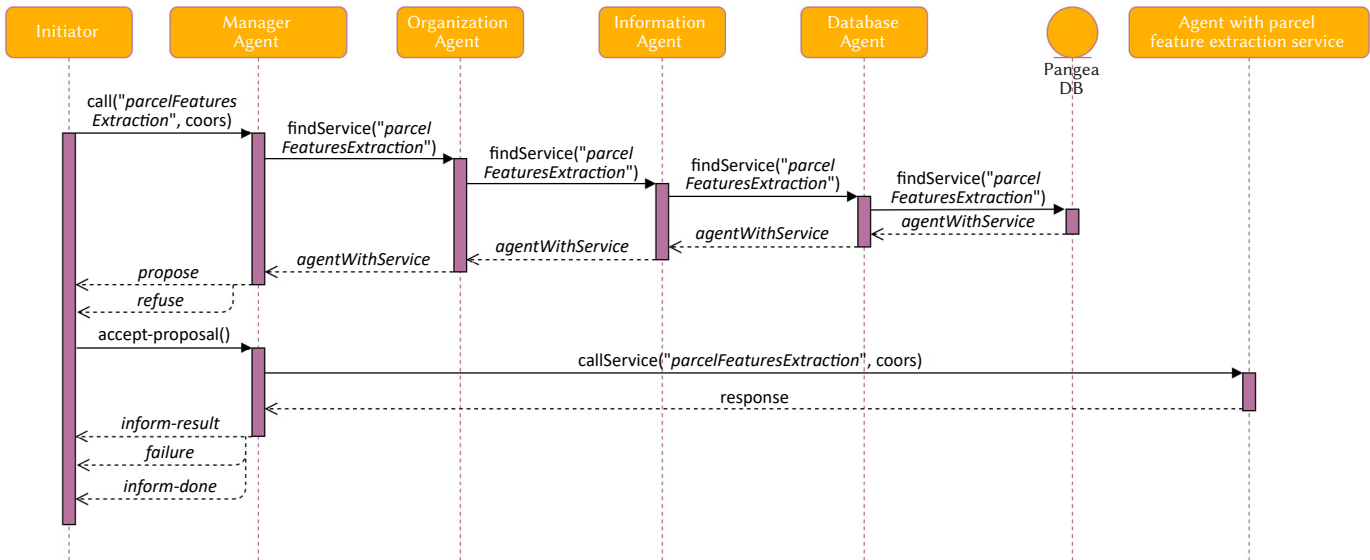 Initiator
Manager
Agent
Organization
Agent
Information
Agent
Database
Agent
Pangea
DB
Agent with parcel
feature extraction service
call("parcelFeatures
Extraction", coors)
findService("parcel
FeaturesExtraction")
findService("parcel
FeaturesExtraction")
findService("parcel
FeaturesExtraction")
findService("parcel
FeaturesExtraction")
agentWithService
agentWithService
agentWithService
agentWithService
propose
refuse
accept-proposal()
callService("parcelFeaturesExtraction", coors)
response
inform-result
failure
inform-done